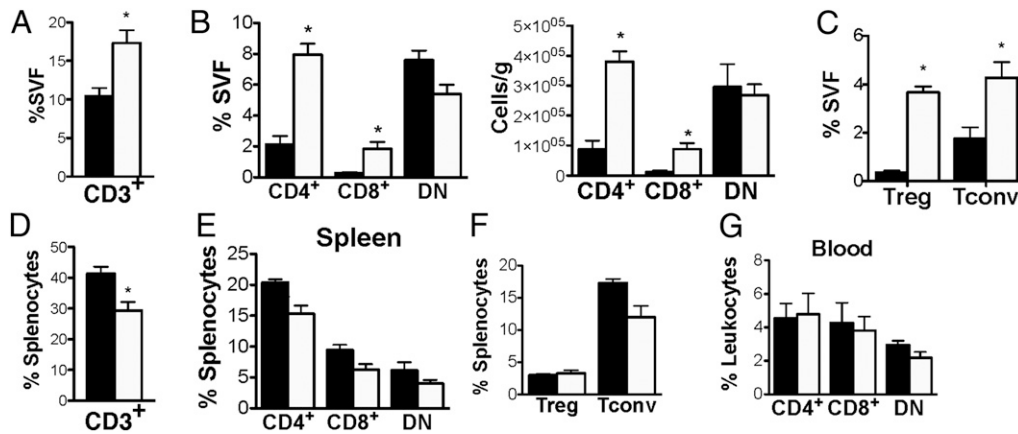 A
%SVF
20
15
10
5
0
*
CD3+
B
% SVF
10
8
6
4
2
0
*
*
CD4+ CD8+ DN
Cells/g
5×10^05
4×10^05
3×10^05
2×10^05
1×10^05
0
*
*
CD4+ CD8+ DN
C
% SVF
6
4
2
0
*
*
Treg Tconv
D
% Splenocytes
50
40
30
20
10
0
*
CD3+
E
Spleen
% Splenocytes
25
20
15
10
5
0
CD4+ CD8+ DN
F
% Splenocytes
20
15
10
5
0
Treg Tconv
G
Blood
% Leukocytes
8
6
4
2
0
CD4+ CD8+ DN